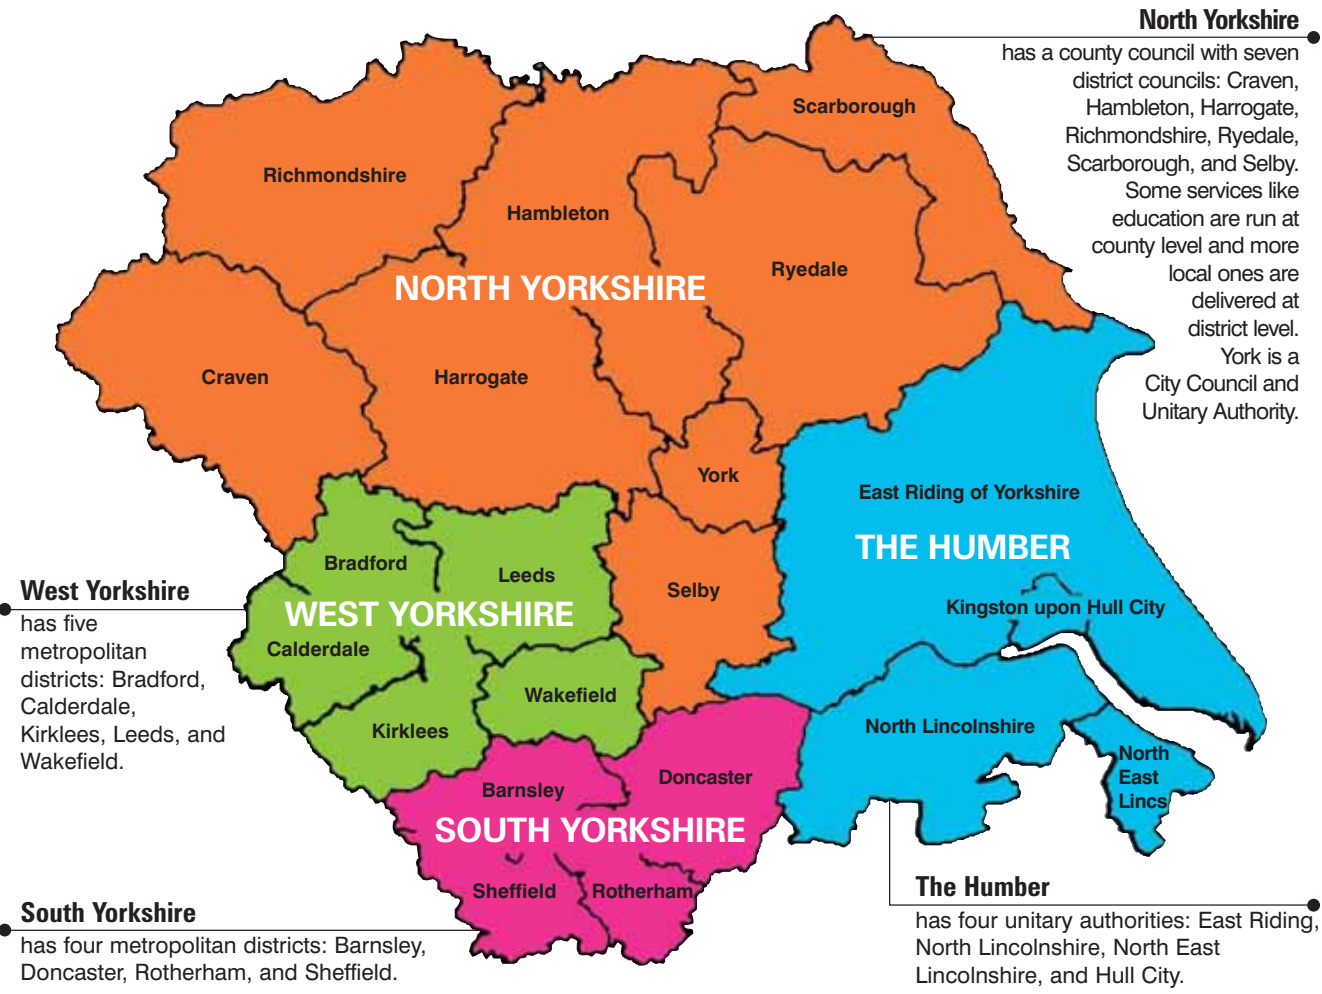 North Yorkshire
has a county council with seven
district councils: Craven,
Hambleton, Harrogate,
Richmondshire, Ryedale,
Scarborough, and Selby.
Some services like
education are run at
county level and more
local ones are
delivered at
district level.
York is a
City Council and
Unitary Authority.
Scarborough
Richmondshire
Hambleton
Ryedale
NORTH YORKSHIRE
Craven
Harrogate
York
East Riding of Yorkshire
THE HUMBER
Bradford
Leeds
Selby
Kingston upon Hull City
WEST YORKSHIRE
Calderdale
Wakefield
Kirklees
North Lincolnshire
North
East
Lincs
Doncaster
Barnsley
SOUTH YORKSHIRE
Sheffield
Rotherham
West Yorkshire
has five
metropolitan
districts: Bradford,
Calderdale,
Kirklees, Leeds, and
Wakefield.
South Yorkshire
has four metropolitan districts: Barnsley,
Doncaster, Rotherham, and Sheffield.
The Humber
has four unitary authorities: East Riding,
North Lincolnshire, North East
Lincolnshire, and Hull City.